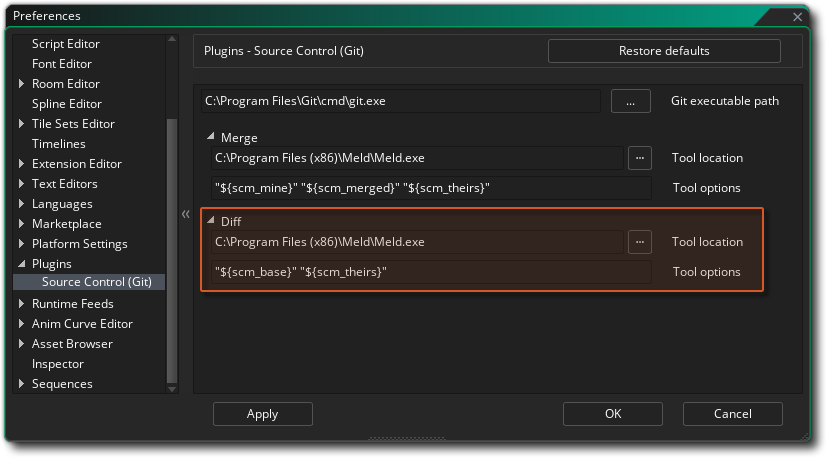 Preferences
Script Editor
Font Editor
Room Editor
Spline Editor
Tile Sets Editor
Timelines
Extension Editor
Text Editors
Languages
Marketplace
Platform Settings
Plugins
Source Control (Git)
Runtime Feeds
Anim Curve Editor
Asset Browser
Inspector
Sequences
Plugins - Source Control (Git)
Restore defaults
C:\Program Files\Git\cmd\git.exe
...
Git executable path
Merge
C:\Program Files (x86)\Meld\Meld.exe
...
Tool location
"${scm_mine}" "${scm_merged}" "${scm_theirs}"
Tool options
Diff
C:\Program Files (x86)\Meld\Meld.exe
...
Tool location
"${scm_base}" "${scm_theirs}"
Tool options
Apply
OK
Cancel